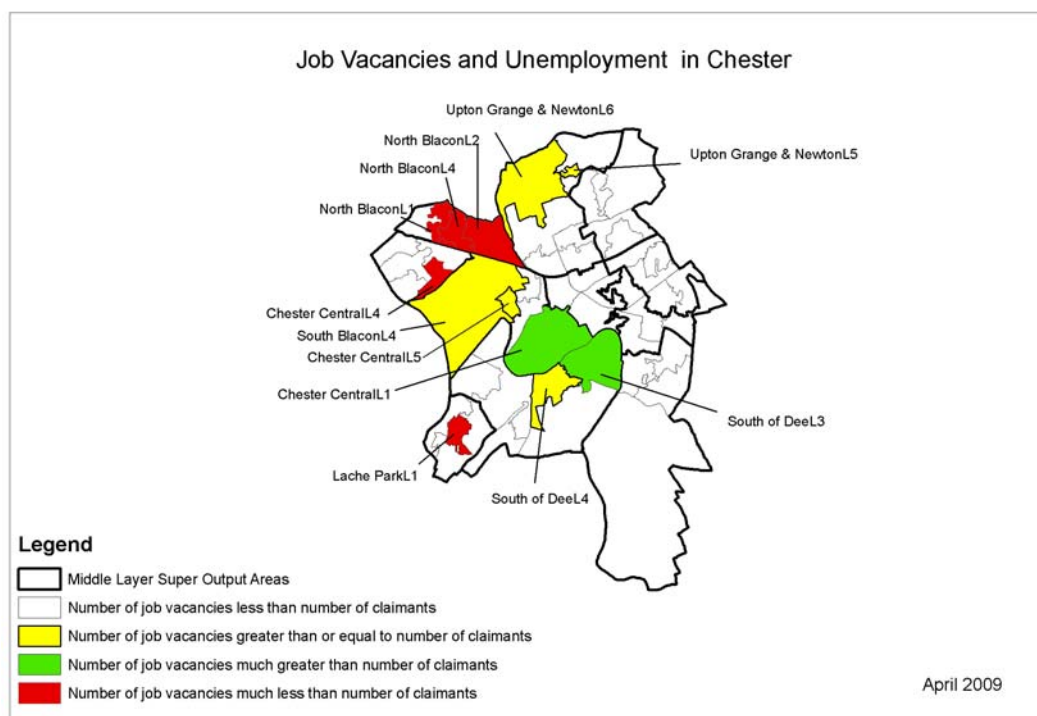 Job Vacancies and Unemployment in Chester
Upton Grange & NewtonL6
North BlaconL2
Upton Grange & NewtonL5
North BlaconL4
North BlaconL1
Chester CentralL4
South BlaconL4
Chester CentralL5
Chester CentralL1
South of DeeL3
Lache ParkL1
South of DeeL4
Legend
Middle Layer Super Output Areas
Number of job vacancies less than number of claimants
Number of job vacancies greater than or equal to number of claimants
Number of job vacancies much greater than number of claimants
Number of job vacancies much less than number of claimants
April 2009